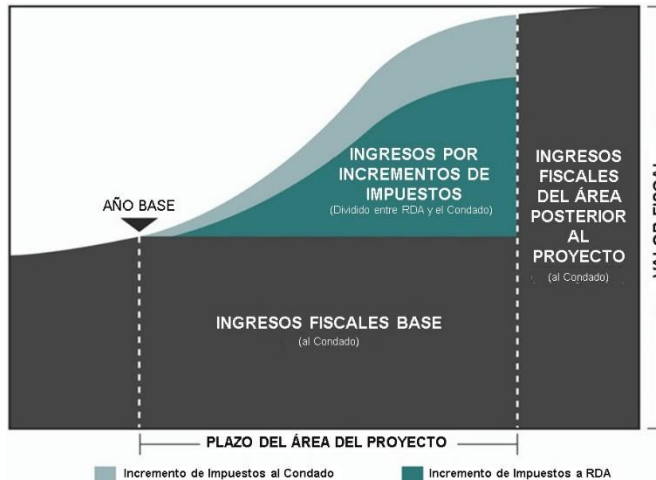 AÑO BASE
INGRESOS POR
INCREMENTOS DE
IMPUESTOS
(Dividido entre RDA y el Condado)
INGRESOS
FISCALES
DEL ÁREA
POSTERIOR
AL
PROYECTO
(al Condado)
INGRESOS FISCALES BASE
(al Condado)
VALOR FISCAL
PLAZO DEL ÁREA DEL PROYECTO
Incremento de Impuestos al Condado
Incremento de Impuestos a RDA